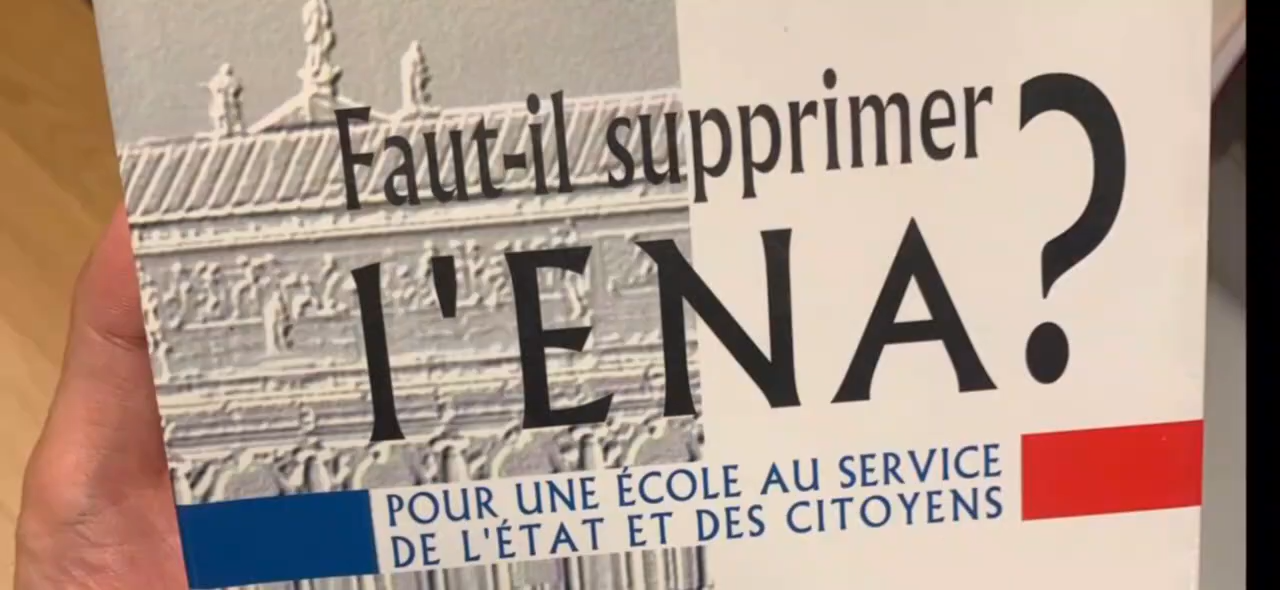 Faut-il supprimer
l'ENA?
POUR UNE ÉCOLE AU SERVICE
DE L'ÉTAT ET DES CITOYENS